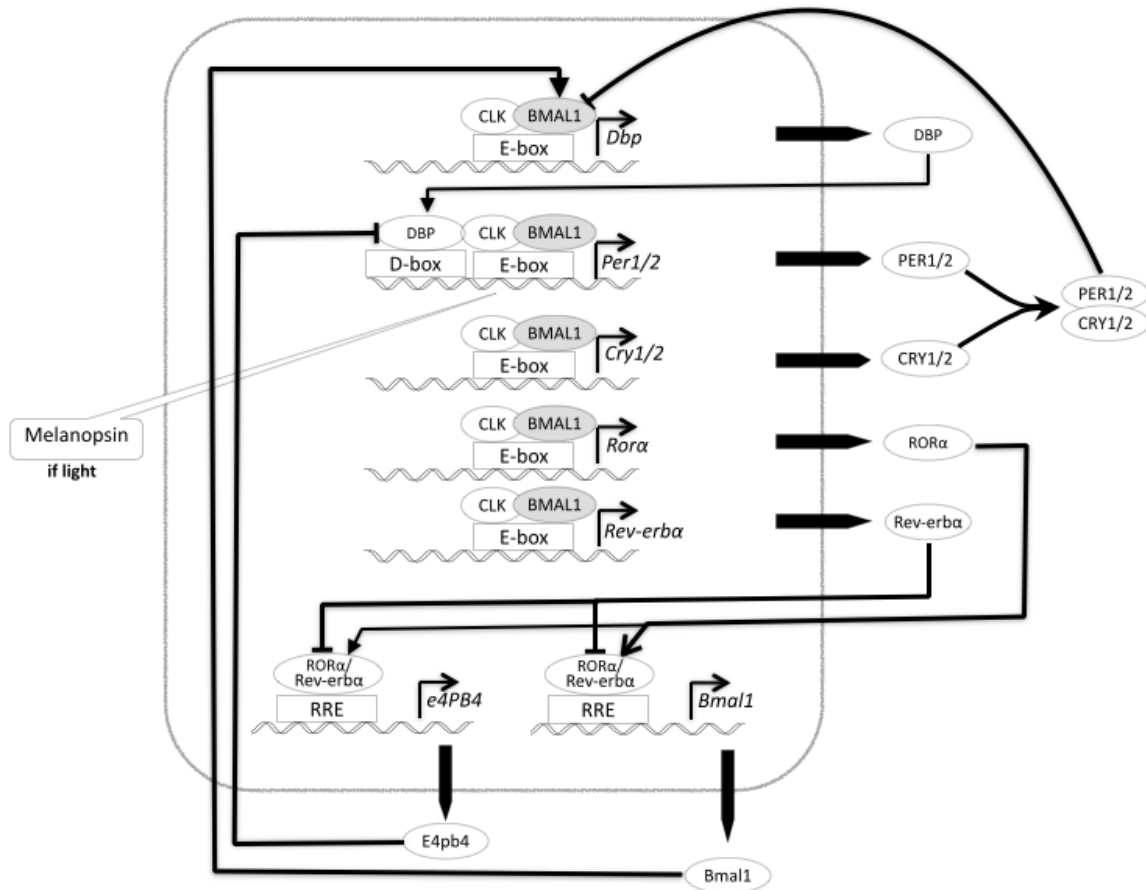 CLK
BMAL1
E-box
Dbp
DBP
DBP
CLK
BMAL1
D-box
E-box
Per1/2
PER1/2
PER1/2
CRY1/2
CLK
BMAL1
E-box
Cry1/2
CRY1/2
Melanopsin
if light
CLK
BMAL1
E-box
Rorα
RORα
CLK
BMAL1
E-box
Rev-erbα
Rev-erbα
RORα/
Rev-erbα
RRE
e4PB4
RORα/
Rev-erbα
RRE
Bmal1
E4pb4
Bmal1